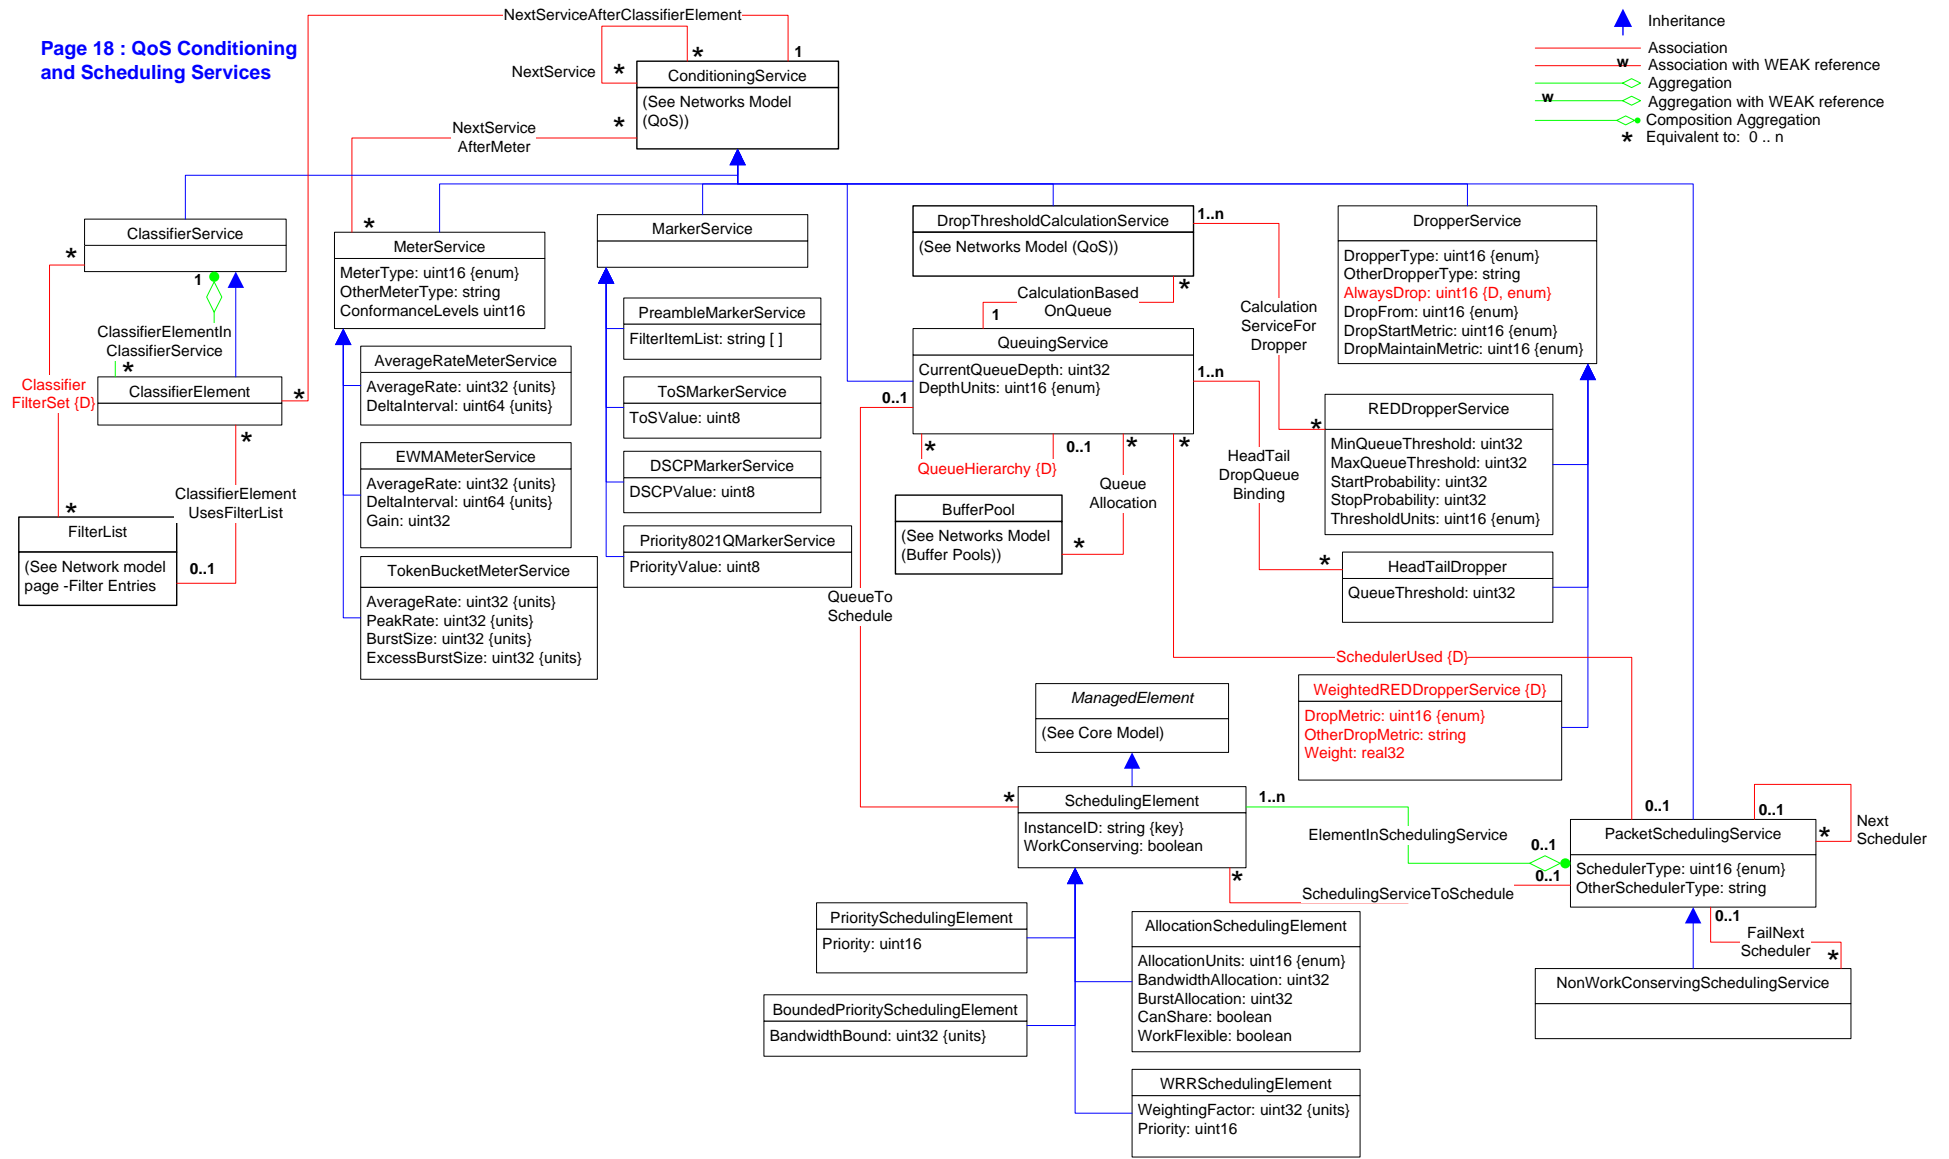 Page 18 : QoS Conditioning
and Scheduling Services
Inheritance
Association
w
Association with WEAK reference
Aggregation
w
Aggregation with WEAK reference
Composition Aggregation
* Equivalent to: 0 .. n
NextServiceAfterClassifierElement
*
1
NextService
*
ConditioningService
(See Networks Model
(QoS))
*
NextService
AfterMeter
*
ClassifierService
*
1
ClassifierElementIn
ClassifierService
*
Classifier
FilterSet {D}
ClassifierElement
*
*
ClassifierElement
UsesFilterList
*
FilterList
(See Network model
page -Filter Entries
0..1
MeterService
MeterType: uint16 {enum}
OtherMeterType: string
ConformanceLevels uint16
AverageRateMeterService
AverageRate: uint32 {units}
DeltaInterval: uint64 {units}
EWMAMeterService
AverageRate: uint32 {units}
DeltaInterval: uint64 {units}
Gain: uint32
TokenBucketMeterService
AverageRate: uint32 {units}
PeakRate: uint32 {units}
BurstSize: uint32 {units}
ExcessBurstSize: uint32 {units}
MarkerService
PreambleMarkerService
FilterItemList: string [ ]
ToSMarkerService
ToSValue: uint8
DSCPMarkerService
DSCPValue: uint8
Priority8021QMarkerService
PriorityValue: uint8
DropThresholdCalculationService
(See Networks Model (QoS))
1..n
*
CalculationBased
OnQueue
1
Calculation
ServiceFor
Dropper
QueuingService
CurrentQueueDepth: uint32
DepthUnits: uint16 {enum}
1..n
0..1
*
0..1
*
*
QueueHierarchy {D}
Queue
Allocation
HeadTail
DropQueue
Binding
BufferPool
(See Networks Model
(Buffer Pools))
*
QueueTo
Schedule
DropperService
DropperType: uint16 {enum}
OtherDropperType: string
AlwaysDrop: uint16 {D, enum}
DropFrom: uint16 {enum}
DropStartMetric: uint16 {enum}
DropMaintainMetric: uint16 {enum}
*
REDDropperService
MinQueueThreshold: uint32
MaxQueueThreshold: uint32
StartProbability: uint32
StopProbability: uint32
ThresholdUnits: uint16 {enum}
*
HeadTailDropper
QueueThreshold: uint32
SchedulerUsed {D}
WeightedREDDropperService {D}
DropMetric: uint16 {enum}
OtherDropMetric: string
Weight: real32
ManagedElement
(See Core Model)
*
SchedulingElement
InstanceID: string {key}
WorkConserving: boolean
1..n
ElementInSchedulingService
0..1
0..1
*
SchedulingServiceToSchedule
0..1
0..1
Next
Scheduler
*
PacketSchedulingService
SchedulerType: uint16 {enum}
OtherSchedulerType: string
0..1
FailNext
Scheduler
*
NonWorkConservingSchedulingService
PrioritySchedulingElement
Priority: uint16
BoundedPrioritySchedulingElement
BandwidthBound: uint32 {units}
AllocationSchedulingElement
AllocationUnits: uint16 {enum}
BandwidthAllocation: uint32
BurstAllocation: uint32
CanShare: boolean
WorkFlexible: boolean
WRRSchedulingElement
WeightingFactor: uint32 {units}
Priority: uint16